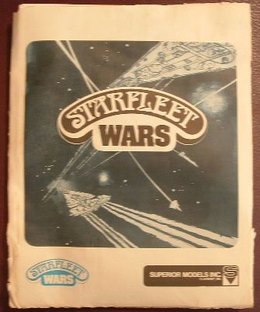 STARFLEET
WARS
STARFLEET
WARS
SUPERIOR MODELS INC.